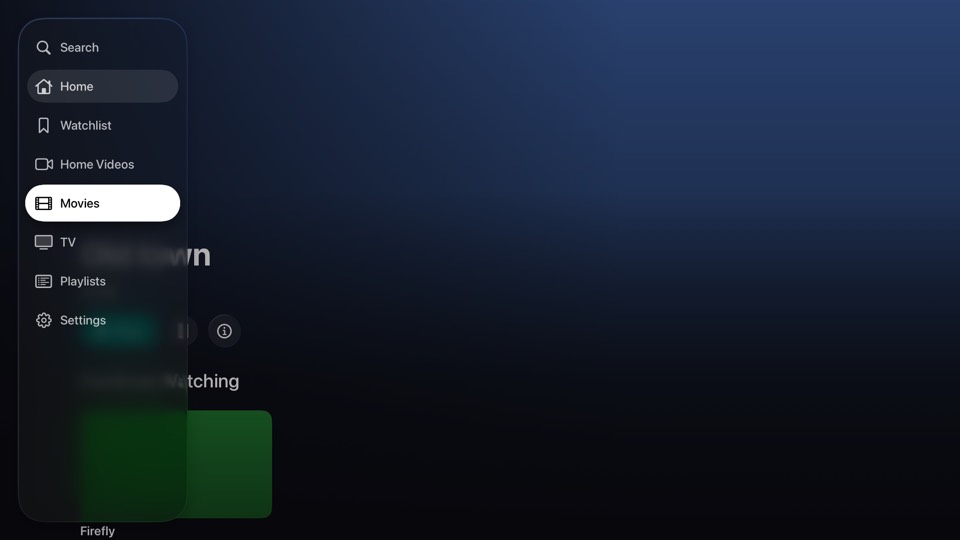 Search
Home
Watchlist
Home Videos
Movies
TV
Playlists
Settings
Firefly